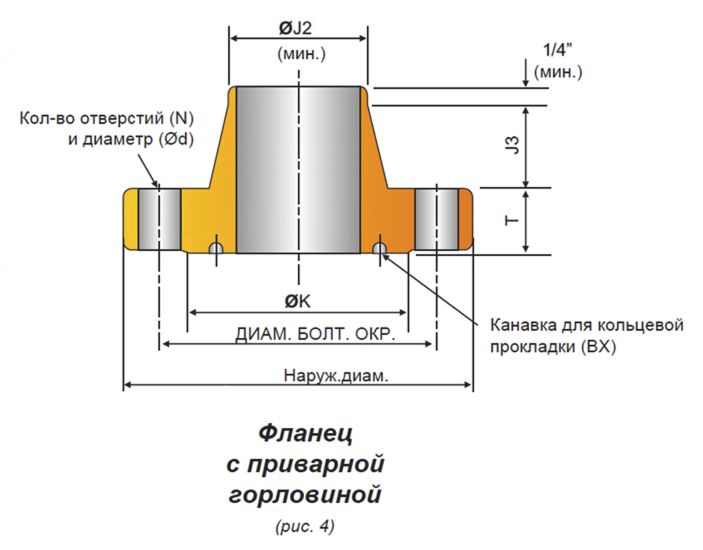 ØJ2
(мин.)
1/4”
(мин.)
Кол-во отверстий (N)
и диаметр (Ød)
J3
T
ØK
ДИАМ. БОЛТ. ОКР.
Канавка для кольцевой
прокладки (BX)
Наруж.диам.
Фланец
с приварной
горловиной
(рис. 4)